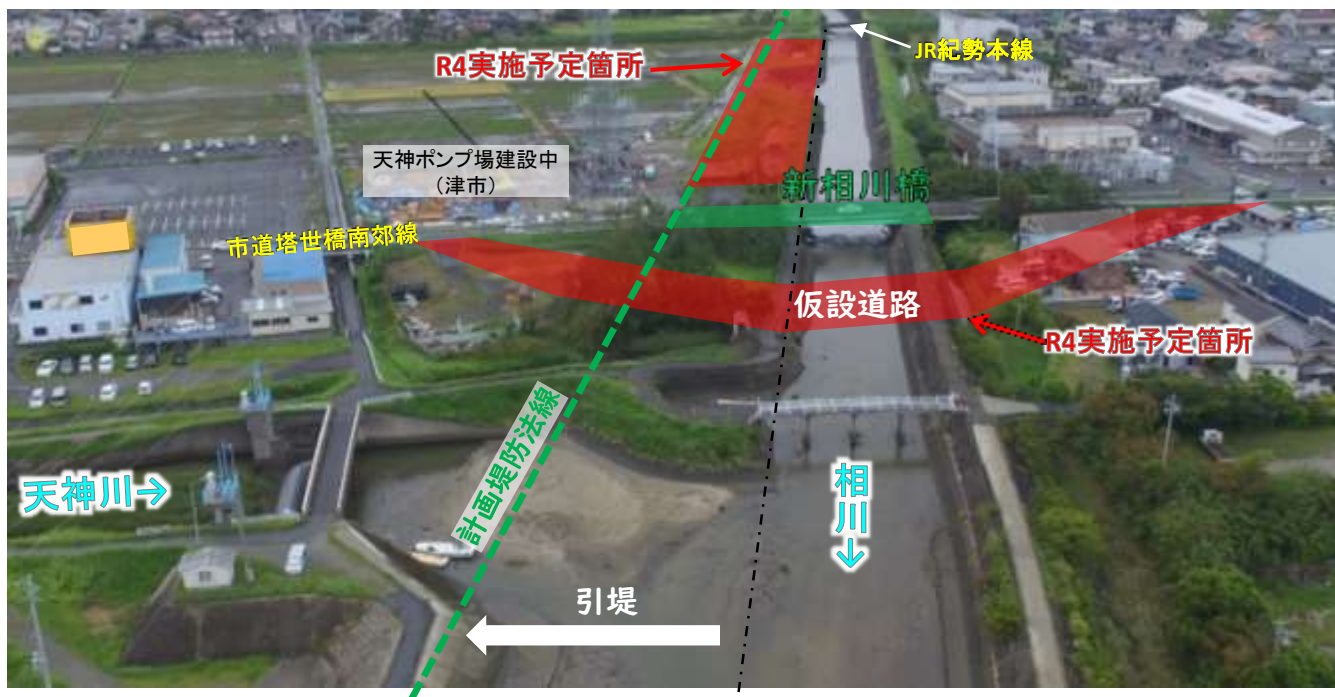 JR紀勢本線
R4実施予定箇所
天神ポンプ場建設中
(津市)
新相川橋
市道塔世橋南郊線
仮設道路
R4実施予定箇所
計画堤防法線
天神川→
相川↓
引堤